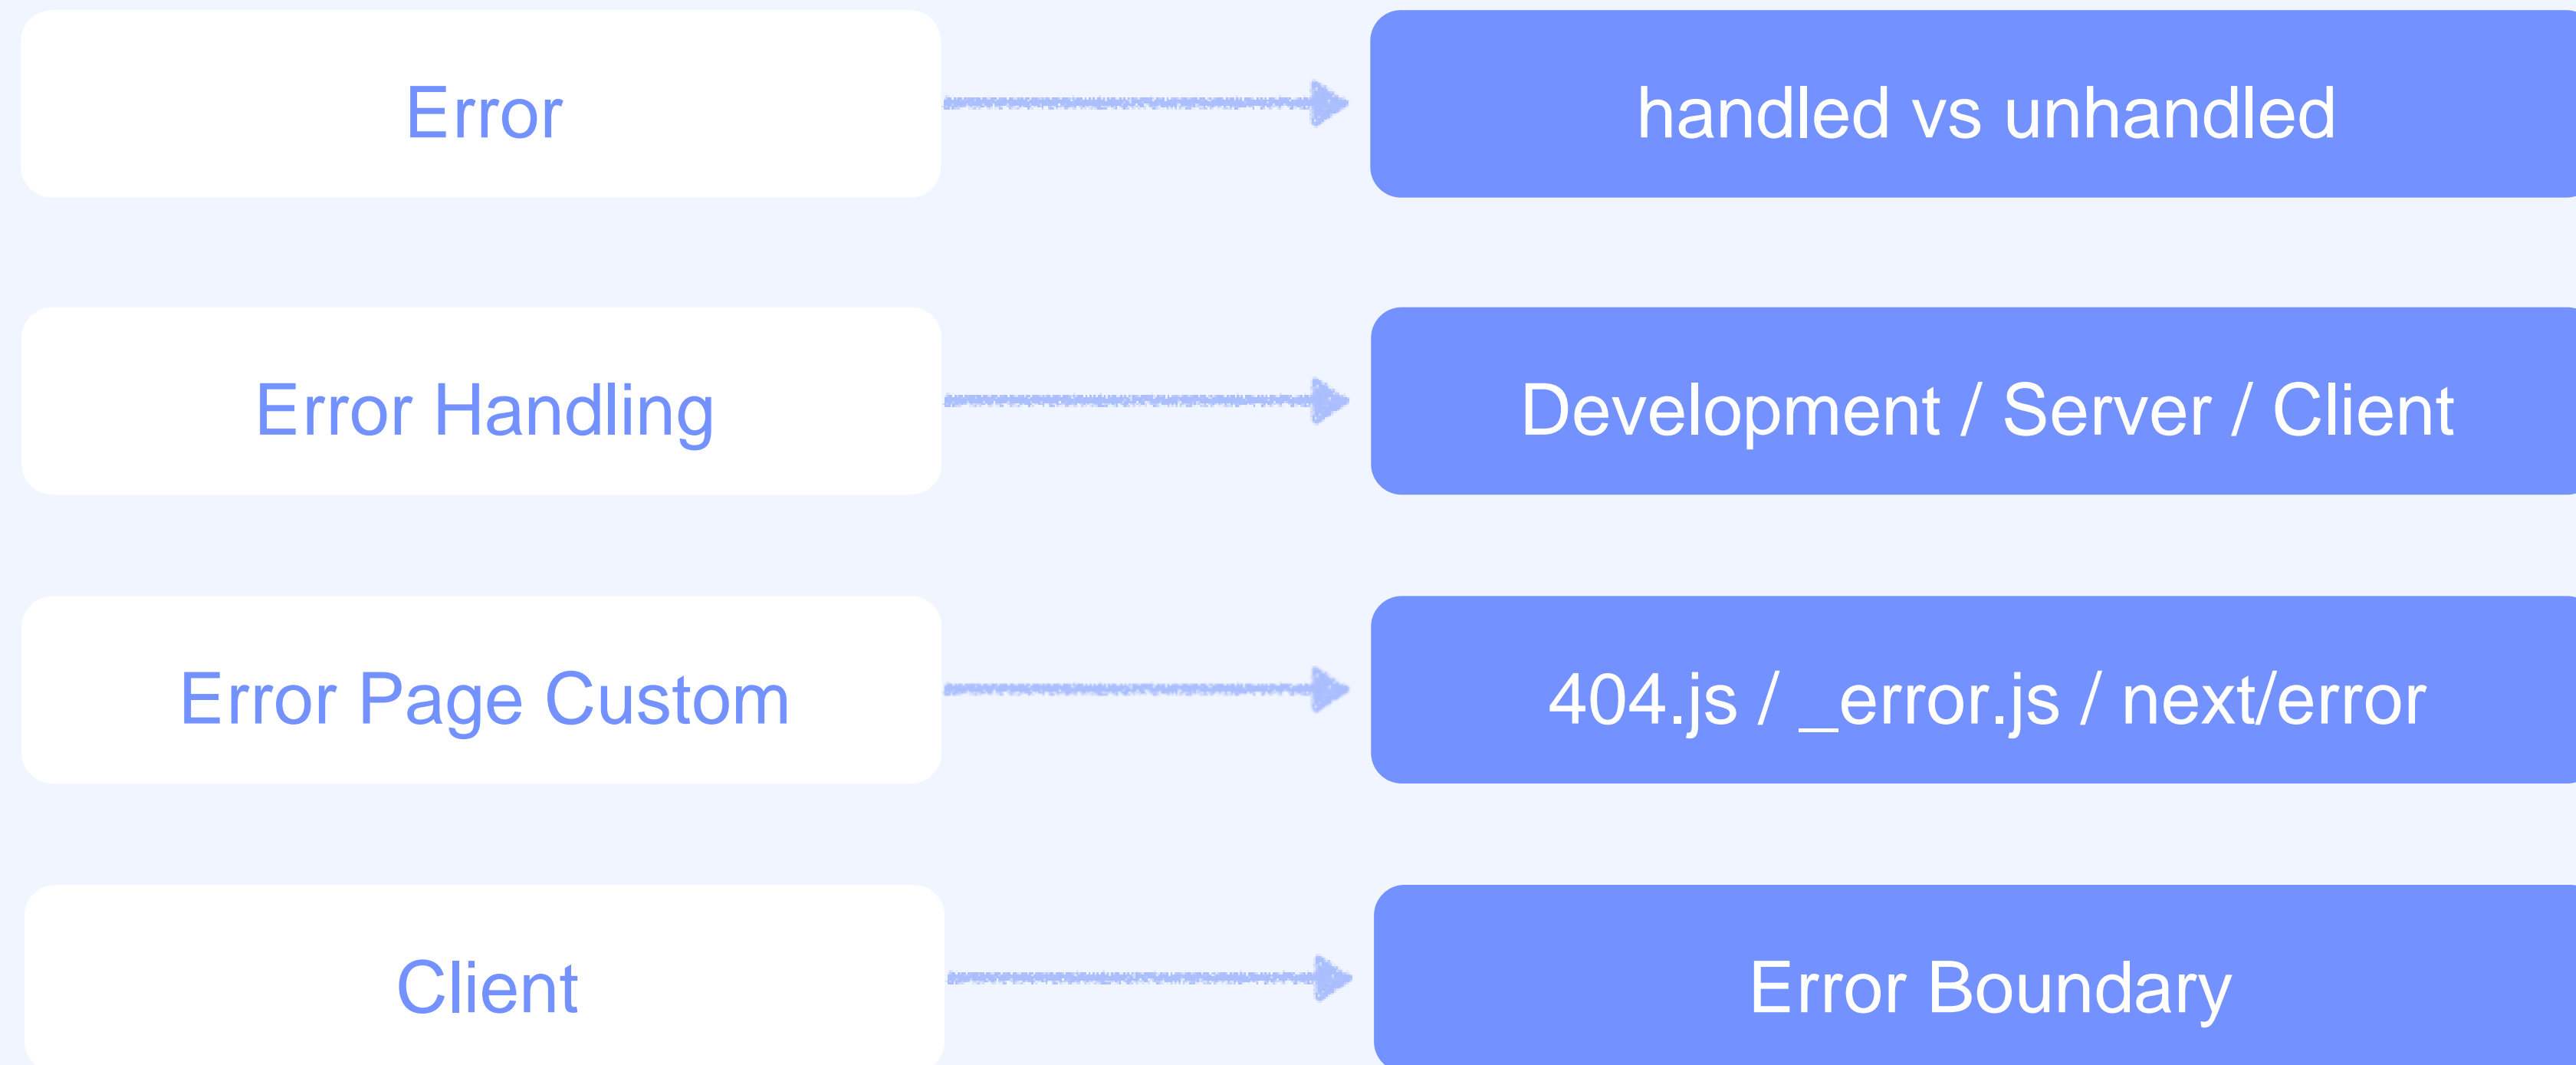 Error
handled vs unhandled
Error Handling
Development / Server / Client
Error Page Custom
404.js / _error.js / next/error
Client
Error Boundary